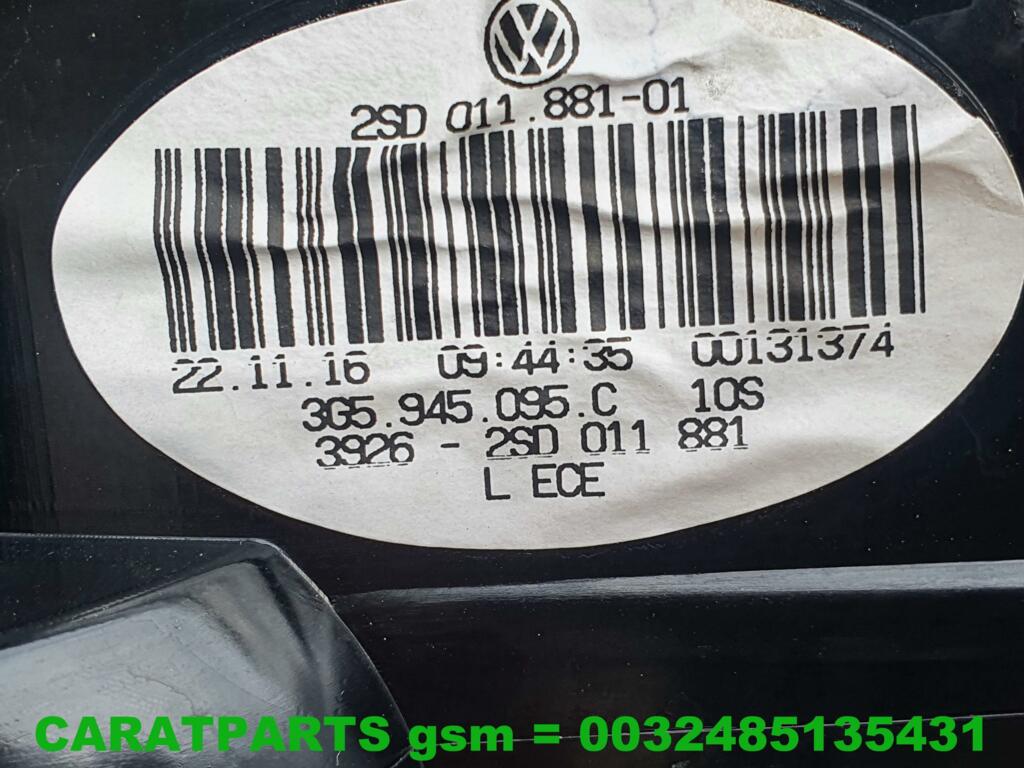 2SD 011.881-01
22.11.16 09:44:35 00131374
3G5.945.095.C 10S
3926 - 2SD 011 881
L ECE
CARATPARTS gsm = 0032485135431